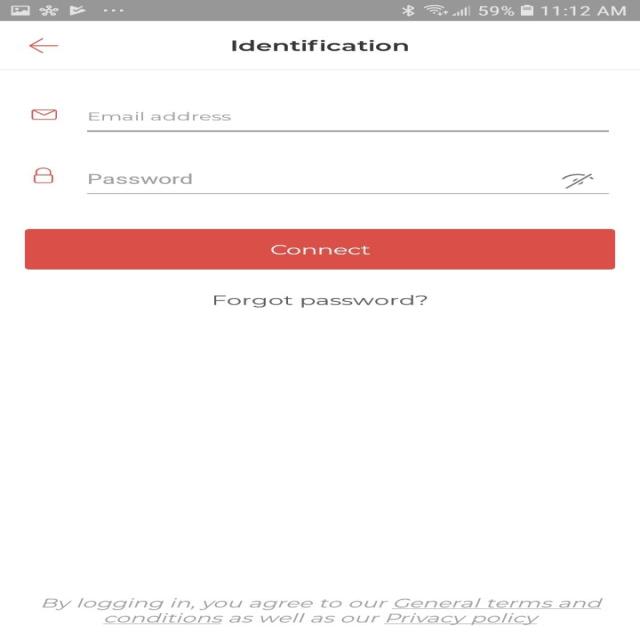 59% 11:12 AM
Identification
Email address
Password
Connect
Forgot password?
By logging in, you agree to our General terms and
conditions as well as our Privacy policy